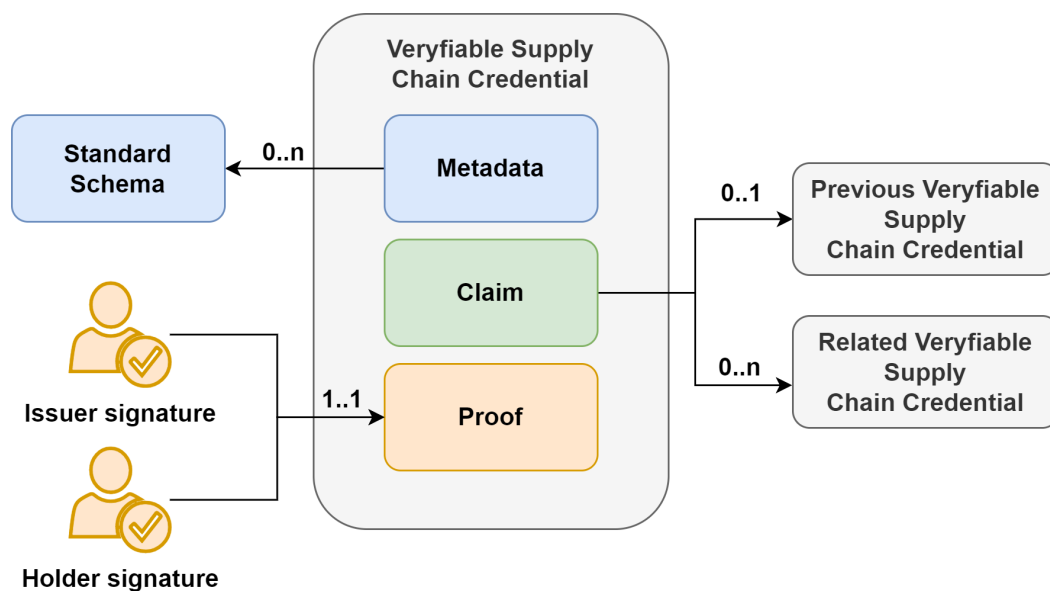 Veryfiable Supply
Chain Credential
Standard
Schema
0..n
Metadata
Claim
Proof
0..1
Previous Veryfiable
Supply
Chain Credential
0..n
Related Veryfiable
Supply
Chain Credential
Issuer signature
1..1
Holder signature